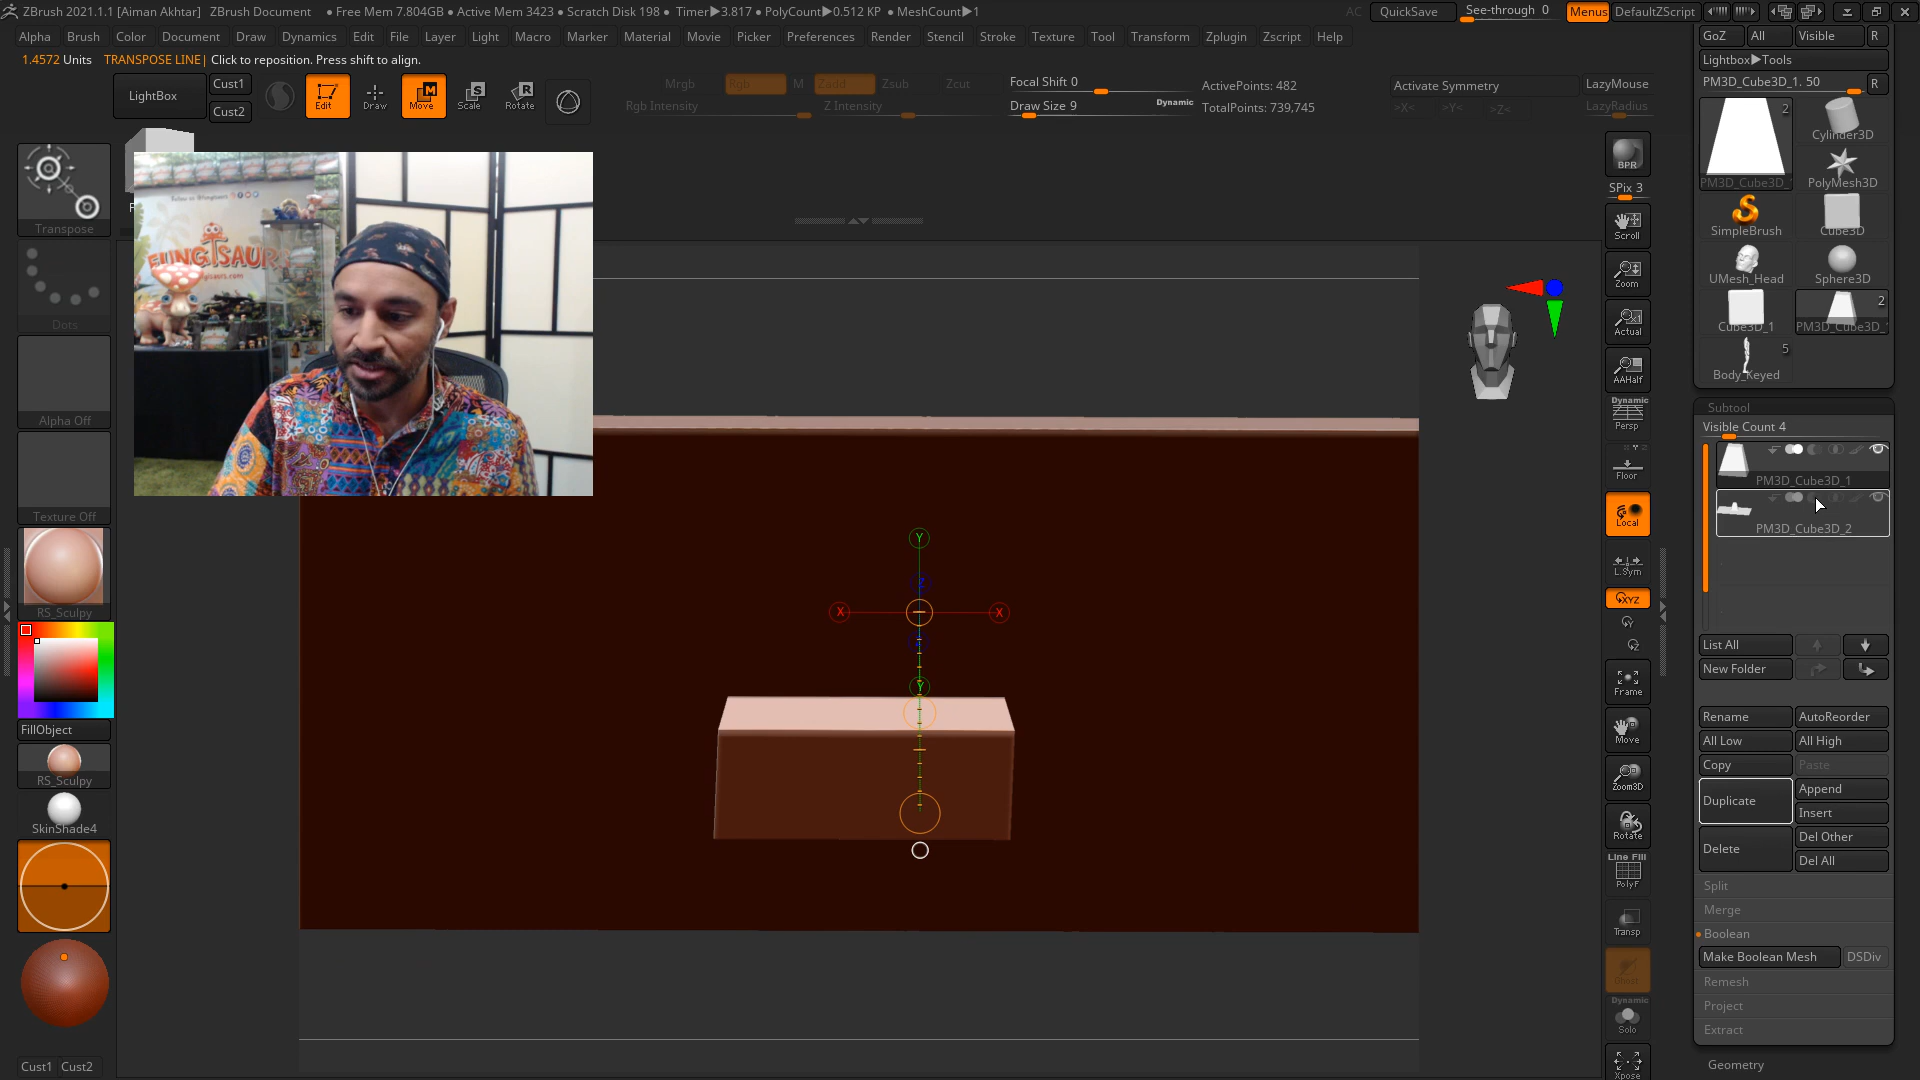 ZBrush 2021.1.1 [Aiman Akhtar] ZBrush Document • Free Mem 7.804GB • Active Mem 3423 • Scratch Disk 198 • Timer▶3.817 • PolyCount▶0.512 KP • MeshCount▶1
AC QuickSave See-through 0 Menus DefaultZScript
Alpha Brush Color Document Draw Dynamics Edit File Layer Light Macro Marker Material Movie Picker Preferences Render Stencil Stroke Texture Tool Transform Zplugin Zscript Help
1.4572 Units TRANSPOSE LINE| Click to reposition. Press shift to align.
LightBox
Cust1
Cust2
Edit
Draw
Move
Scale
Rotate
Mrgb Rgb M Zadd Zsub Zcut
Rgb Intensity Z Intensity
Focal Shift 0
Draw Size 9 Dynamic
ActivePoints: 482
TotalPoints: 739,745
Activate Symmetry
>X< >Y< >Z<
LazyMouse
LazyRadius
Transpose
Dots
Alpha Off
Texture Off
RS_Sculpy
FillObject
RS_Sculpy
SkinShade4
Cust1 Cust2
FUNGISAURS
Y
X X
Y
BPR
SPix 3
Scroll
Zoom
Actual
AAHalf
Dynamic
Persp
Floor
Local
L.Sym
XYZ
Frame
Move
Zoom3D
Rotate
Line Fill
PolyF
Transp
Ghost
Dynamic
Solo
Xpose
GoZ All Visible R
Lightbox▶Tools
PM3D_Cube3D_1. 50 R
2
PM3D_Cube3D_
Cylinder3D
PolyMesh3D
SimpleBrush
Cube3D
UMesh_Head
Sphere3D
Cube3D_1
2
PM3D_Cube3D_
5
Body_Keyed
Subtool
Visible Count 4
PM3D_Cube3D_1
PM3D_Cube3D_2
List All
New Folder
Rename AutoReorder
All Low All High
Copy Paste
Duplicate Append
Insert
Delete Del Other
Del All
Split
Merge
Boolean
Make Boolean Mesh DSDiv
Remesh
Project
Extract
Geometry